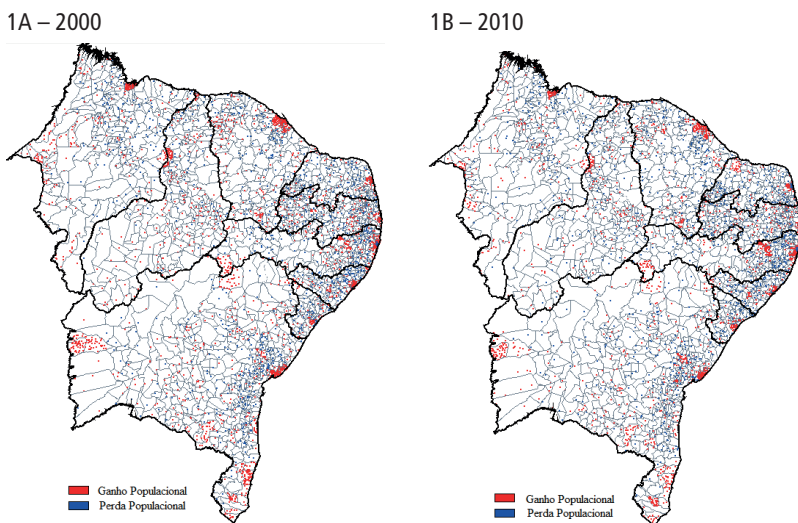 1A – 2000
1B – 2010
Ganho Populacional
Perda Populacional
Ganho Populacional
Perda Populacional